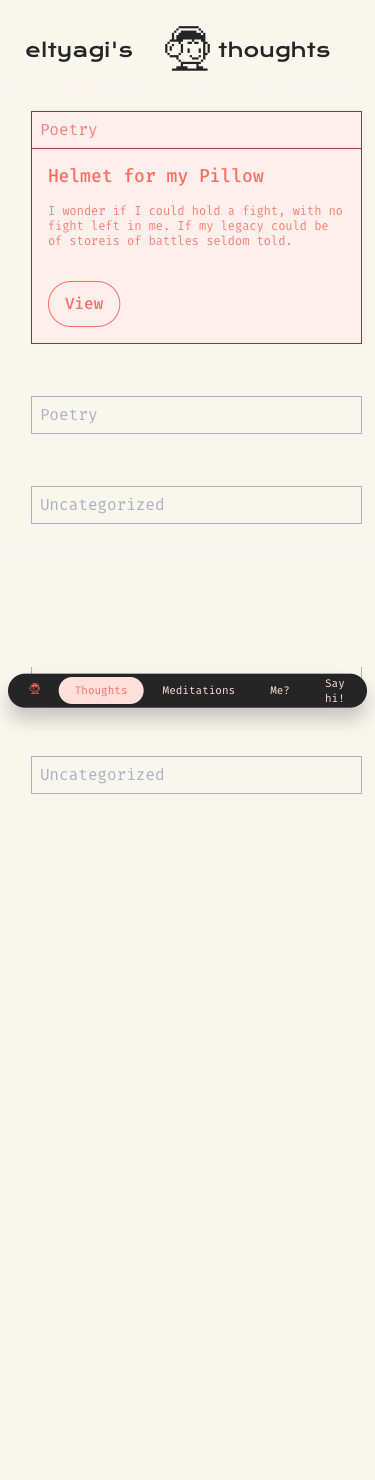 eltyagi's thoughts
Poetry
Helmet for my Pillow
I wonder if I could hold a fight, with no
fight left in me. If my legacy could be
of storeis of battles seldom told.
View
Poetry
Uncategorized
Thoughts Meditations Me? Say
hi!
Uncategorized